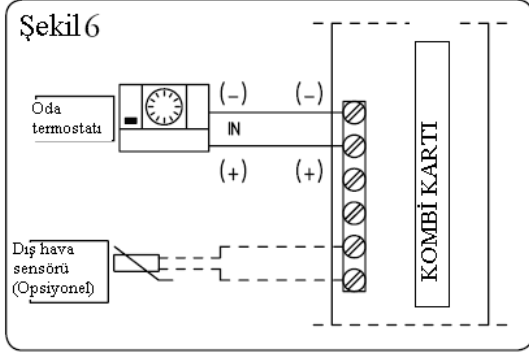 Şekil 6
Oda
termostatı
(-) (-)
IN
(+) (+)
Dış hava
sensörü
(Opsiyonel)
KOMBİ KARTI